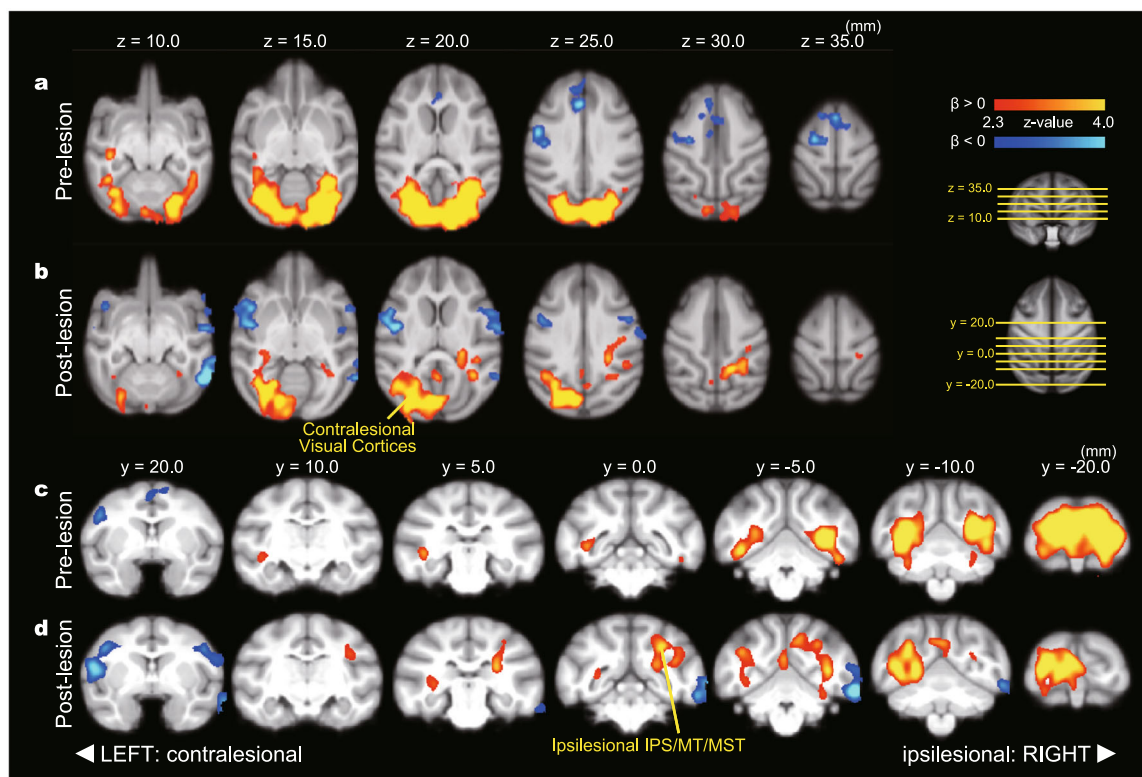 (mm)
z = 10.0 z = 15.0 z = 20.0 z = 25.0 z = 30.0 z = 35.0
a
Pre-lesion
β > 0
2.3 z-value 4.0
β < 0
z = 35.0
z = 10.0
b
Post-lesion
y = 20.0
y = 0.0
y = -20.0
Contralesional
Visual Cortices
(mm)
y = 20.0 y = 10.0 y = 5.0 y = 0.0 y = -5.0 y = -10.0 y = -20.0
c
Pre-lesion
d
Post-lesion
Ipsilesional IPS/MT/MST
◀ LEFT: contralesional ipsilesional: RIGHT ▶